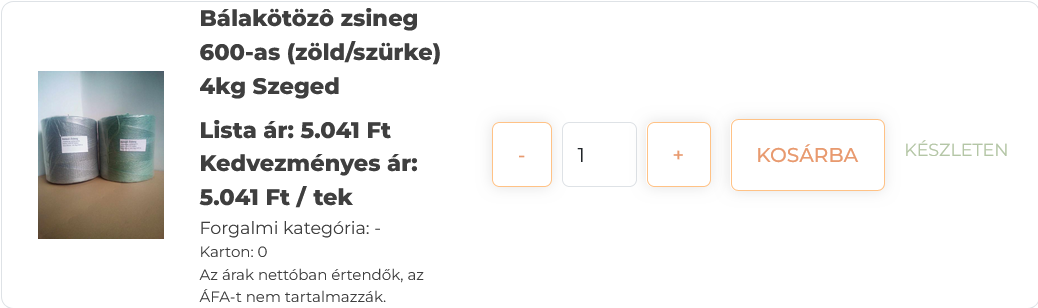 Bálakötözô zsineg
600-as (zöld/szürke)
4kg Szeged
Lista ár: 5.041 Ft
Kedvezményes ár:
5.041 Ft / tek
Forgalmi kategória: -
Karton: 0
Az árak nettóban értendők, az
ÁFA-t nem tartalmazzák.
- 1 + KOSÁRBA KÉSZLETEN